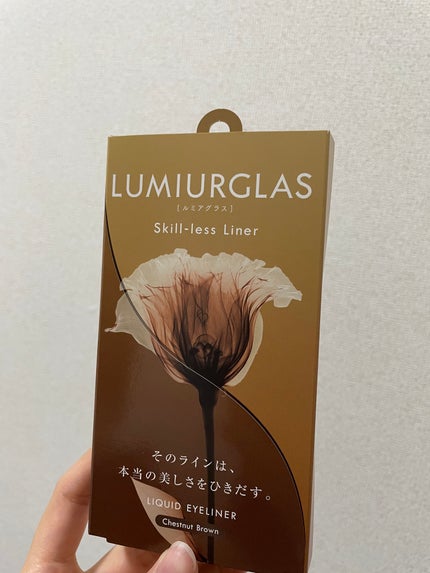 LUMIURGLAS
[ルミアグラス]
Skill-less Liner
そのラインは、
本当の美しさをひきだす。
LIQUID EYELINER
Chestnut Brown